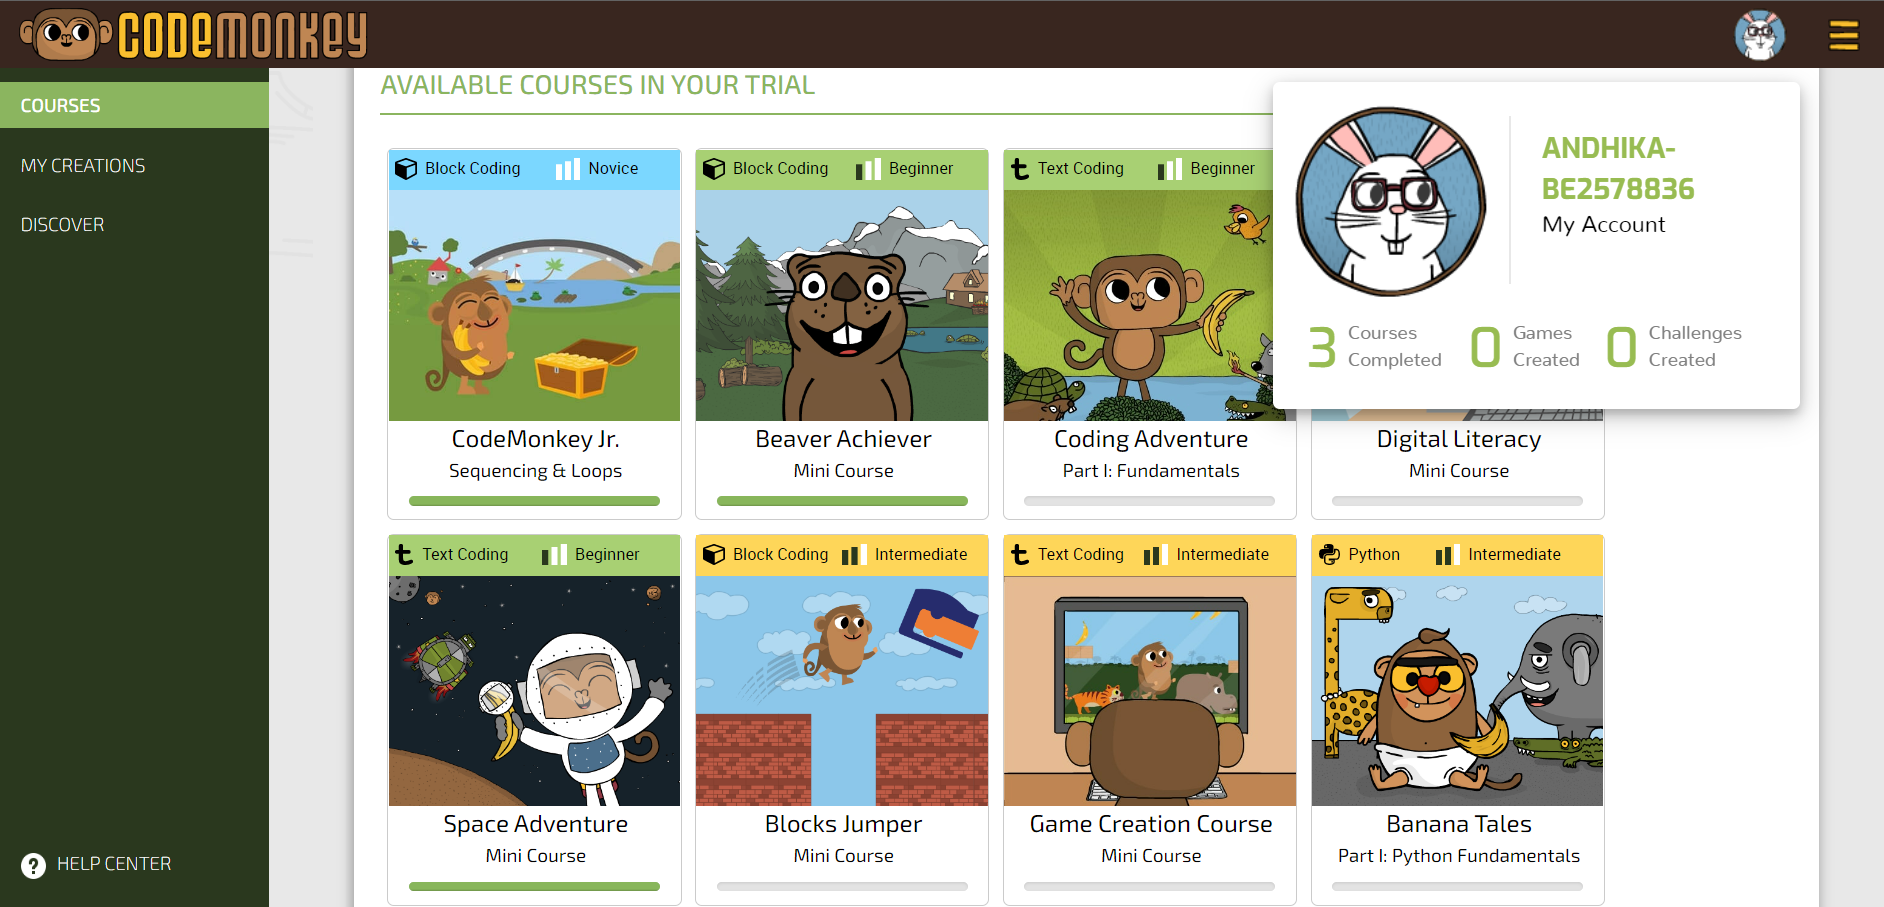 CODEMONKEY
COURSES
MY CREATIONS
DISCOVER
? HELP CENTER
AVAILABLE COURSES IN YOUR TRIAL
ANDHIKA-
BE2578836
My Account
3 Courses Completed
0 Games Created
0 Challenges Created
Block Coding Novice
CodeMonkey Jr.
Sequencing & Loops
Block Coding Beginner
Beaver Achiever
Mini Course
t Text Coding Beginner
Coding Adventure
Part I: Fundamentals
Digital Literacy
Mini Course
t Text Coding Beginner
Space Adventure
Mini Course
Block Coding Intermediate
Blocks Jumper
Mini Course
t Text Coding Intermediate
Game Creation Course
Mini Course
Python Intermediate
Banana Tales
Part I: Python Fundamentals